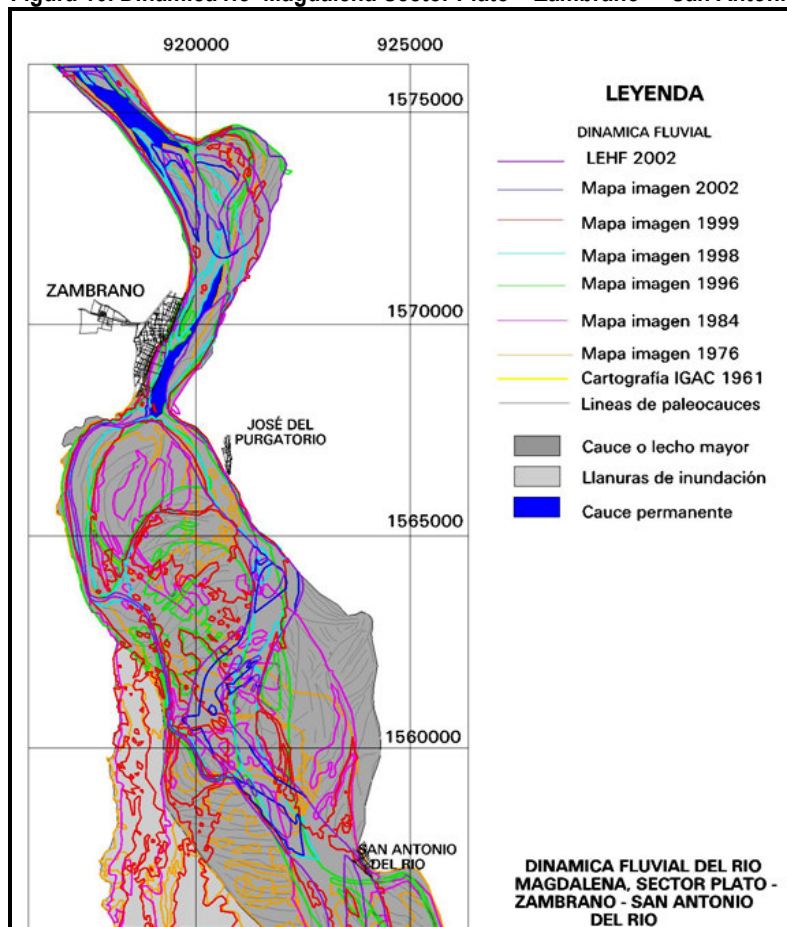 920000 925000
1575000
ZAMBRANO
1570000
JOSÉ DEL
PURGATORIO
1565000
1560000
SAN ANTONIO
DEL RIO
LEYENDA
DINAMICA FLUVIAL
LEHF 2002
Mapa imagen 2002
Mapa imagen 1999
Mapa imagen 1998
Mapa imagen 1996
Mapa imagen 1984
Mapa imagen 1976
Cartografía IGAC 1961
Lineas de paleocauces
Cauce o lecho mayor
Llanuras de inundación
Cauce permanente
DINAMICA FLUVIAL DEL RIO
MAGDALENA, SECTOR PLATO -
ZAMBRANO - SAN ANTONIO
DEL RIO